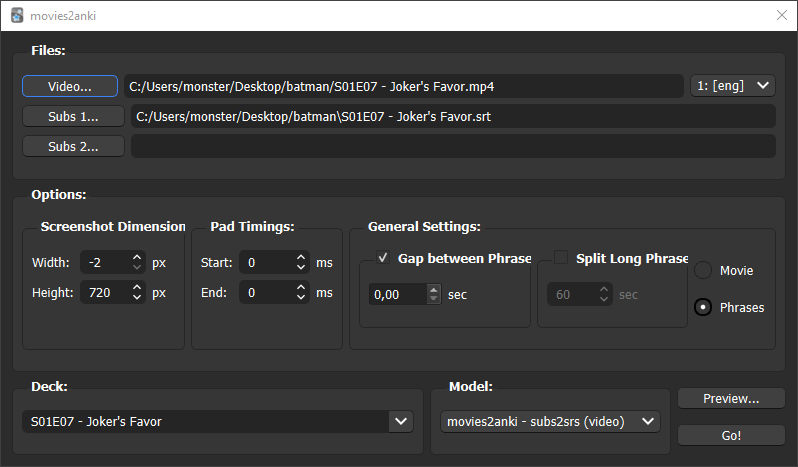 movies2anki
Files:
Video... C:/Users/monster/Desktop/batman/S01E07 - Joker's Favor.mp4 1: [eng]
Subs 1... C:/Users/monster/Desktop/batman\S01E07 - Joker's Favor.srt
Subs 2...
Options:
Screenshot Dimension Pad Timings: General Settings:
Width: -2 px Start: 0 ms Gap between Phrase Split Long Phrase Movie
Height: 720 px End: 0 ms 0,00 sec 60 sec Phrases
Deck: Model:
S01E07 - Joker's Favor movies2anki - subs2srs (video) Preview...
Go!